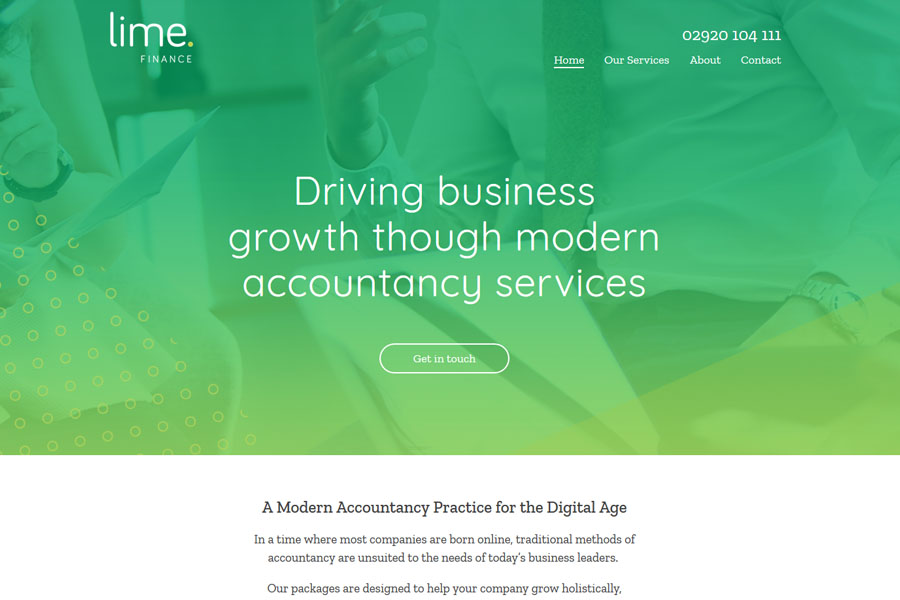 lime.
FINANCE
02920 104 111
Home Our Services About Contact
Driving business
growth though modern
accountancy services
Get in touch
A Modern Accountancy Practice for the Digital Age
In a time where most companies are born online, traditional methods of
accountancy are unsuited to the needs of today's business leaders.
Our packages are designed to help your company grow holistically,